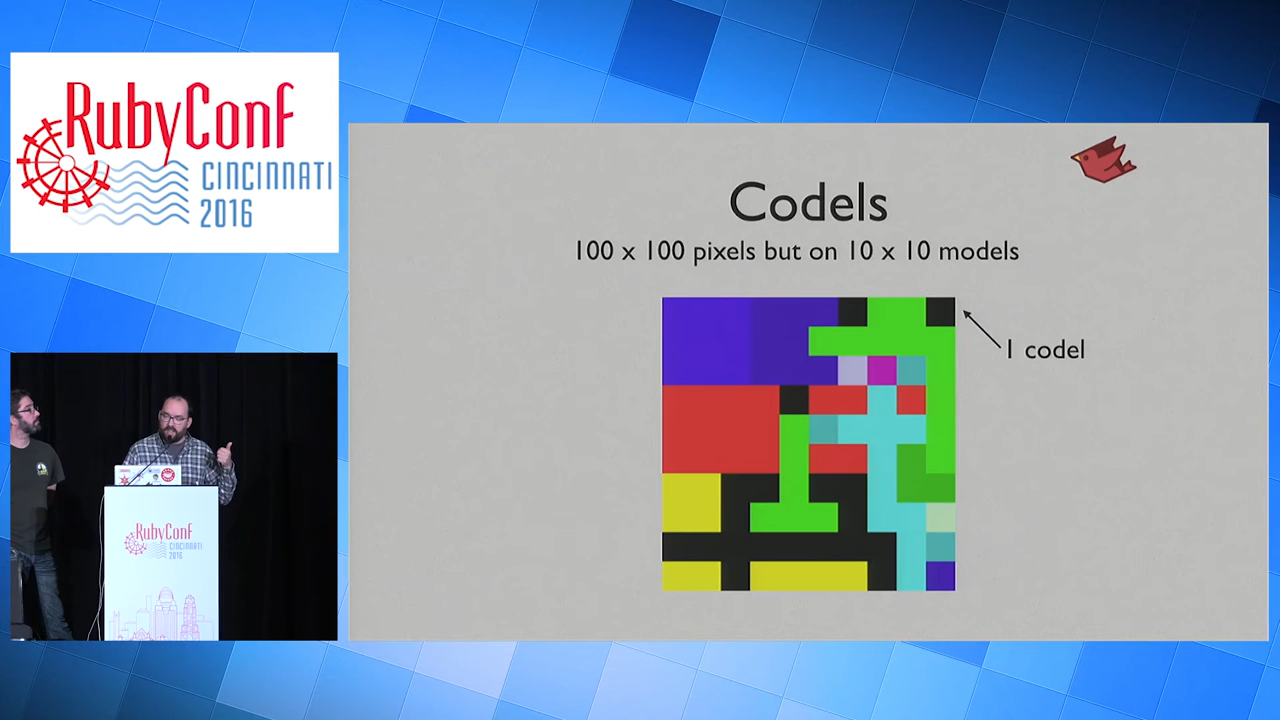 RubyConf
CINCINNATI
2016
Codels
100 x 100 pixels but on 10 x 10 models
1 codel
RubyConf
CINCINNATI
2016